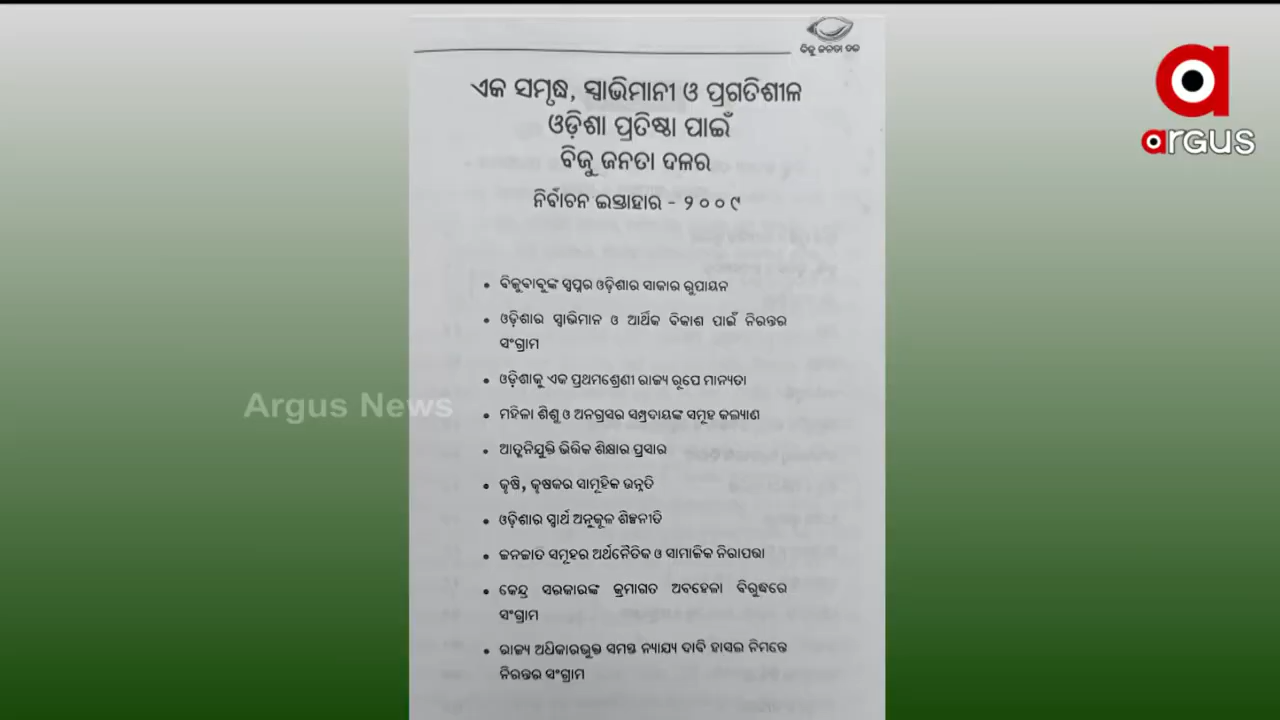 ବିଜୁ ଜନତା ଦଳ
ଏକ ସମୃଦ୍ଧ, ସ୍ୱାଭିମାନୀ ଓ ପ୍ରଗତିଶୀଳ
ଓଡ଼ିଶା ପ୍ରତିଷ୍ଠା ପାଇଁ
ବିଜୁ ଜନତା ଦଳର
ନିର୍ବାଚନ ଇସ୍ତାହାର - ୨୦୦୯
• ବିଜୁବାବୁଙ୍କ ସ୍ୱପ୍ନର ଓଡ଼ିଶାର ସାକାର ରୂପାୟନ
• ଓଡ଼ିଶାର ସ୍ୱାଭିମାନ ଓ ଆର୍ଥିକ ବିକାଶ ପାଇଁ ନିରନ୍ତର
ସଂଗ୍ରାମ
• ଓଡ଼ିଶାକୁ ଏକ ପ୍ରଥମଶ୍ରେଣୀ ରାଜ୍ୟ ରୂପେ ମାନ୍ୟତା
• ମହିଳା ଶିଶୁ ଓ ଅନଗ୍ରସର ସମ୍ପ୍ରଦାୟଙ୍କ ସମୂହ କଲ୍ୟାଣ
• ଆତ୍ମନିଯୁକ୍ତି ଭିତ୍ତିକ ଶିକ୍ଷାର ପ୍ରସାର
• କୃଷି, କୃଷକର ସାମୂହିକ ଉନ୍ନତି
• ଓଡ଼ିଶାର ସ୍ୱାର୍ଥ ଅନୁକୂଳ ଶିଳ୍ପନୀତି
• ଜନଜାତି ସମୂହର ଅର୍ଥନୈତିକ ଓ ସାମାଜିକ ନିରାପତ୍ତା
• କେନ୍ଦ୍ର ସରକାରଙ୍କ କ୍ରମାଗତ ଅବହେଳା ବିରୁଦ୍ଧରେ
ସଂଗ୍ରାମ
• ରାଜ୍ୟ ଅଧିକାରଭୁକ୍ତ ସମସ୍ତ ନ୍ୟାଯ୍ୟ ଦାବି ହାସଲ ନିମନ୍ତେ
ନିରନ୍ତର ସଂଗ୍ରାମ
Argus News
argus